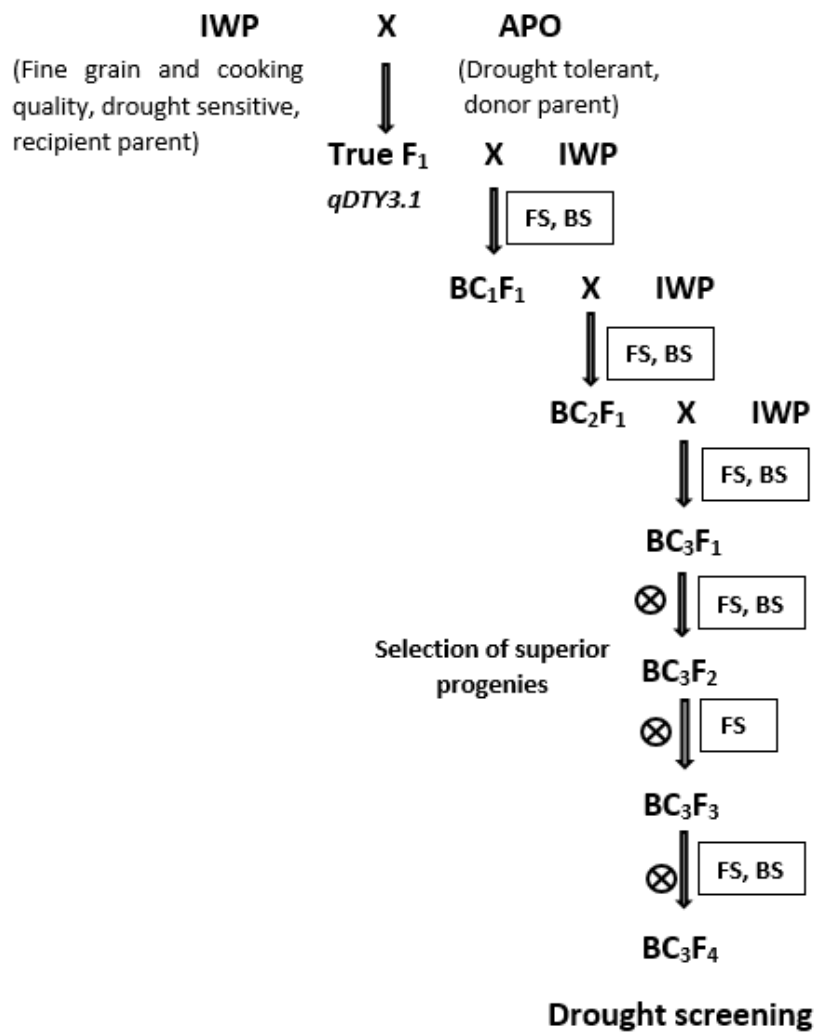 IWP X APO
(Fine grain and cooking
quality, drought sensitive,
recipient parent)
(Drought tolerant,
donor parent)
True F₁ X IWP
qDTY3.1
FS, BS
BC₁F₁ X IWP
FS, BS
BC₂F₁ X IWP
FS, BS
BC₃F₁
FS, BS
Selection of superior
progenies
BC₃F₂
FS
BC₃F₃
FS, BS
BC₃F₄
Drought screening